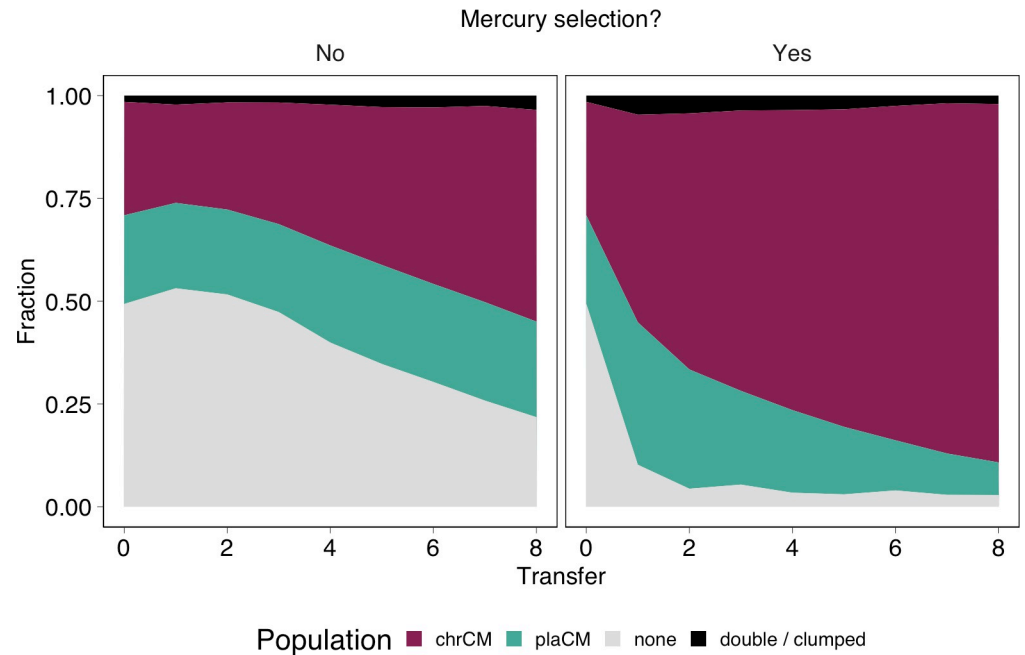 Mercury selection?
No
Yes
1.00
0.75
0.50
0.25
0.00
Fraction
0 2 4 6 8
0 2 4 6 8
Transfer
Population chrCM plaCM none double / clumped